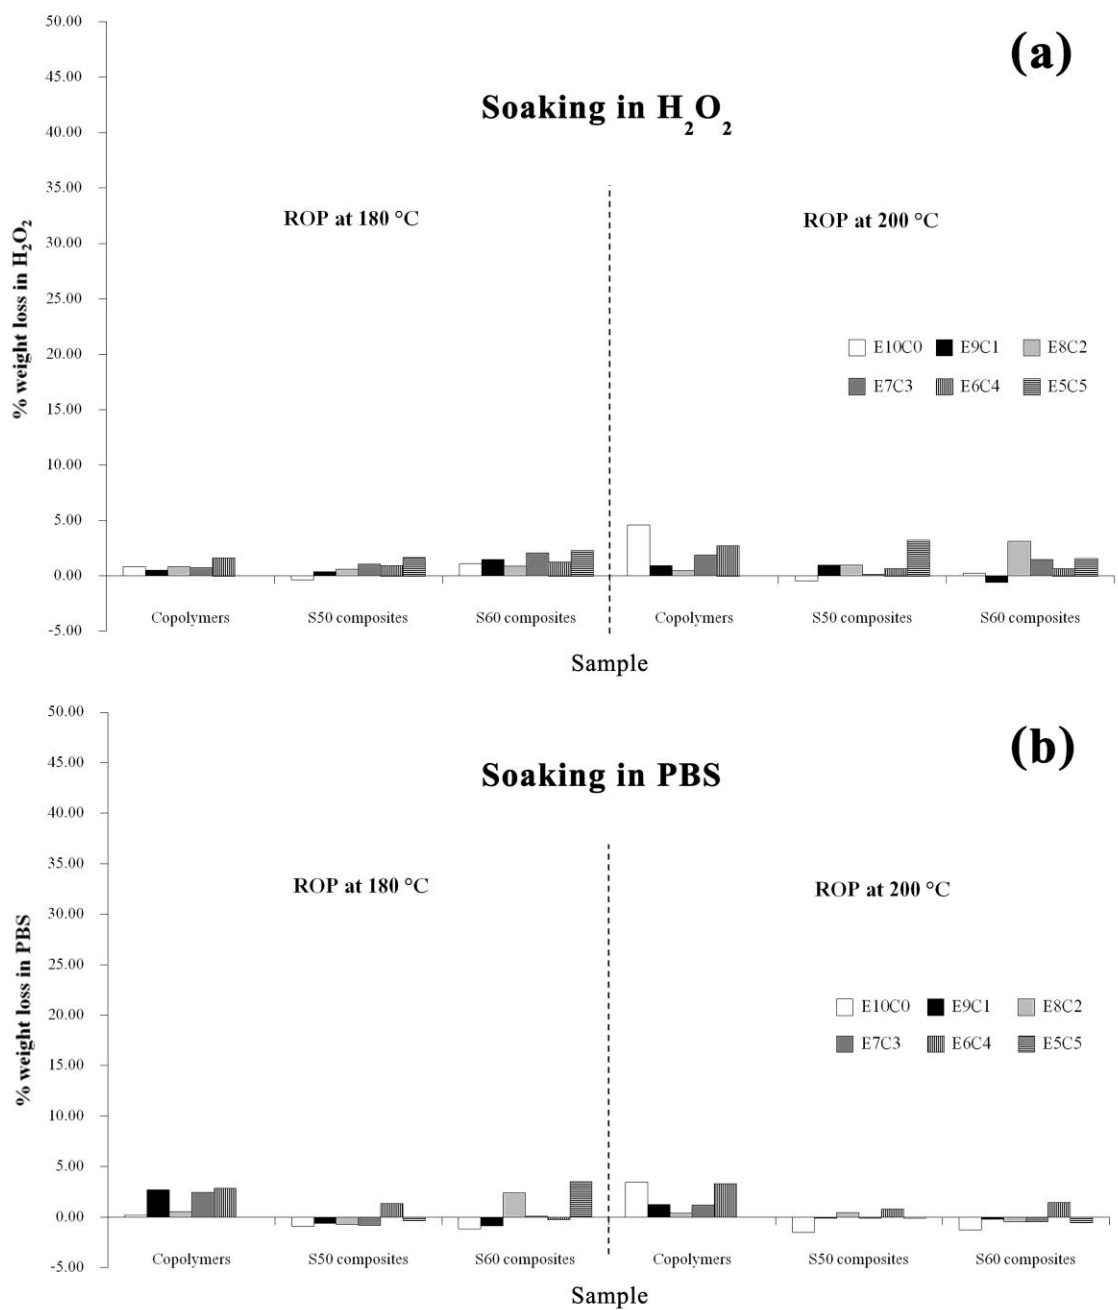 (a)
Soaking in H₂O₂
ROP at 180 °C
ROP at 200 °C
% weight loss in H₂O₂
50.00
45.00
40.00
35.00
30.00
25.00
20.00
15.00
10.00
5.00
0.00
-5.00
E10C0 E9C1 E8C2
E7C3 E6C4 E5C5
Copolymers S50 composites S60 composites Copolymers S50 composites S60 composites
Sample
(b)
Soaking in PBS
ROP at 180 °C
ROP at 200 °C
% weight loss in PBS
50.00
45.00
40.00
35.00
30.00
25.00
20.00
15.00
10.00
5.00
0.00
-5.00
E10C0 E9C1 E8C2
E7C3 E6C4 E5C5
Copolymers S50 composites S60 composites Copolymers S50 composites S60 composites
Sample